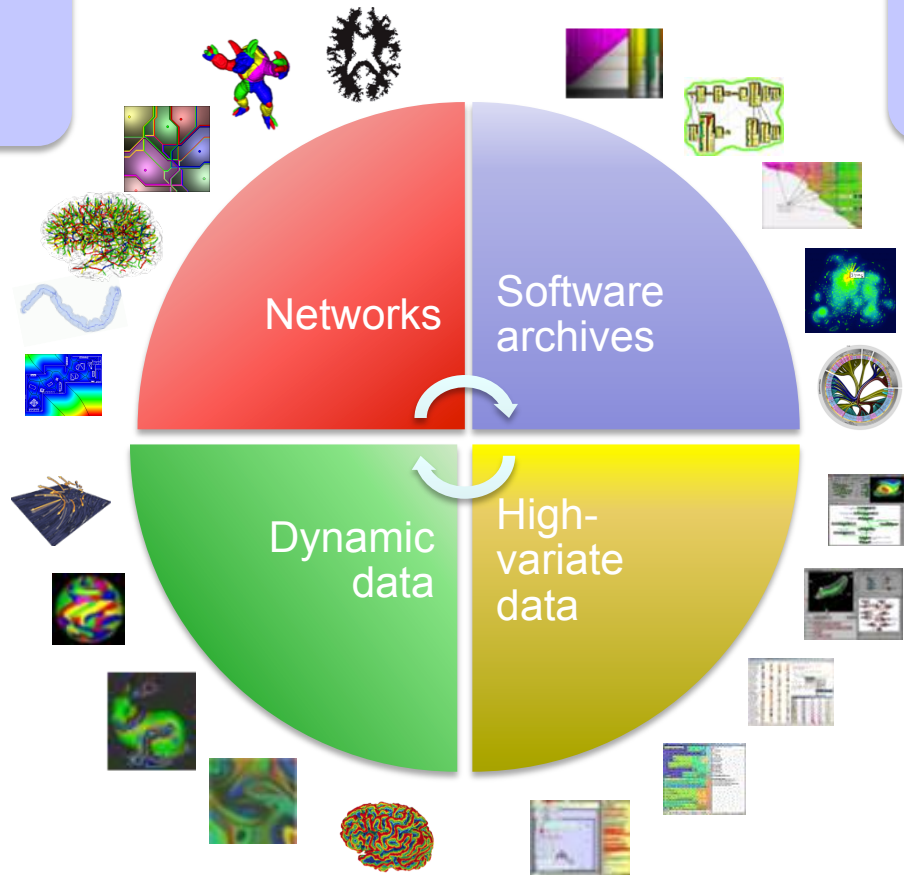 Networks
Software
archives
Dynamic
data
High-
variate
data